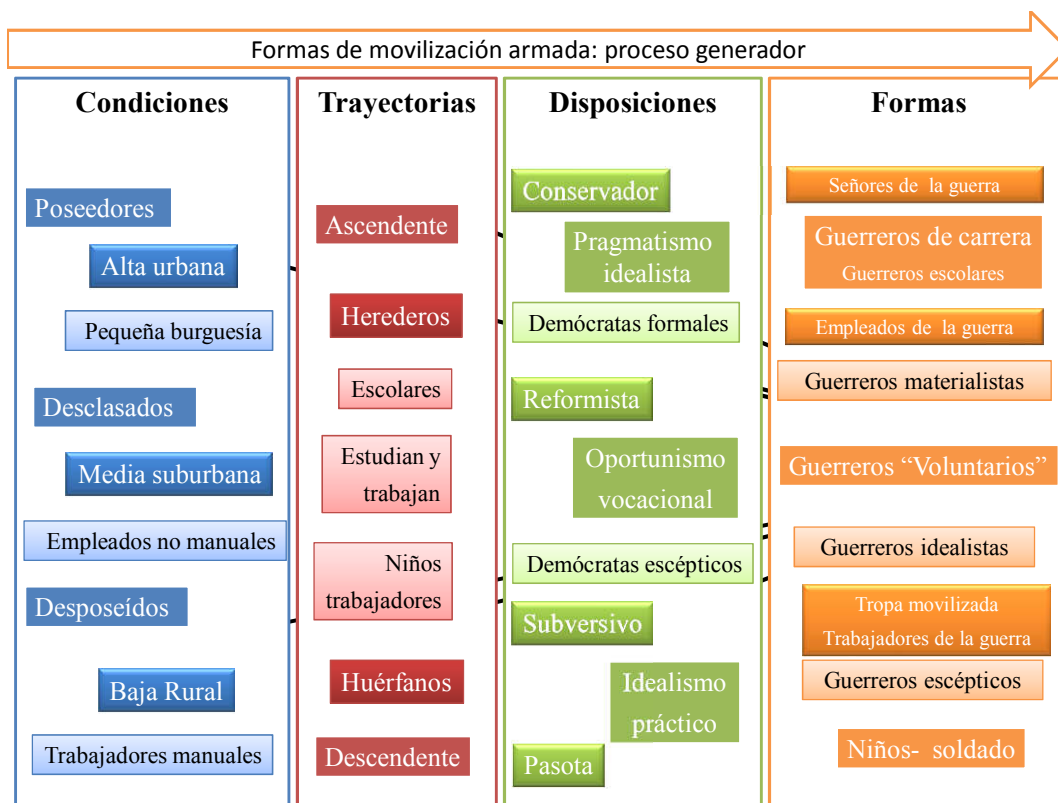 Formas de movilización armada: proceso generador
Condiciones
Poseedores
Alta urbana
Pequeña burguesía
Desclasados
Media suburbana
Empleados no manuales
Desposeídos
Baja Rural
Trabajadores manuales
Trayectorias
Ascendente
Herederos
Escolares
Estudian y
trabajan
Niños
trabajadores
Huérfanos
Descendente
Disposiciones
Conservador
Pragmatismo
idealista
Demócratas formales
Reformista
Oportunismo
vocacional
Demócratas escépticos
Subversivo
Idealismo
práctico
Pasota
Formas
Señores de la guerra
Guerreros de carrera
Guerreros escolares
Empleados de la guerra
Guerreros materialistas
Guerreros “Voluntarios”
Guerreros idealistas
Tropa movilizada
Trabajadores de la guerra
Guerreros escépticos
Niños- soldado